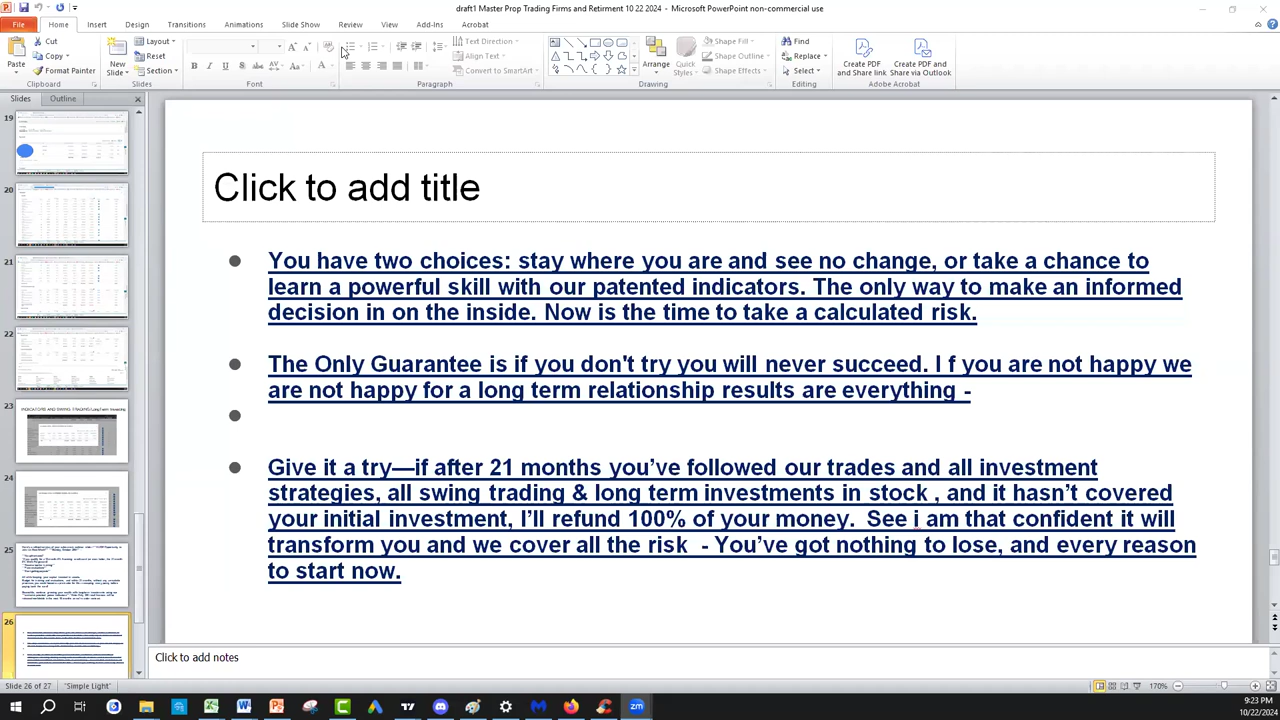 draft1 Master Prop Trading Firms and Retirment 10 22 2024 - Microsoft PowerPoint non-commercial use
File Home Insert Design Transitions Animations Slide Show Review View Add-Ins Acrobat
Cut
Copy
Format Painter
Paste
Clipboard
New
Slide
Layout
Reset
Section
Slides
Font
Text Direction
Align Text
Convert to SmartArt
Paragraph
Arrange
Quick
Styles
Shape Fill
Shape Outline
Shape Effects
Drawing
Find
Replace
Select
Editing
Create PDF
and Share link
Create PDF and
Share via Outlook
Adobe Acrobat
Slides Outline
19
20
21
22
23
24
25
26
Click to add title
You have two choices: stay where you are and see no change, or take a chance to
learn a powerful skill with our patented indicators. The only way to make an informed
decision in on the inside. Now is the time to take a calculated risk.
The Only Guarantee is if you don't try you will never succeed. I f you are not happy we
are not happy for a long term relationship results are everything -
Give it a try—if after 21 months you've followed our trades and all investment
strategies, all swing trading & long term investments in stock , and it hasn't covered
your initial investment, I'll refund 100% of your money. See i am that confident it will
transform you and cover all the risk - You've got nothing to lose, and every reason
to start now.
Click to add notes
Slide 26 of 27 "Simple Light" 170%
9:23 PM
10/22/2024